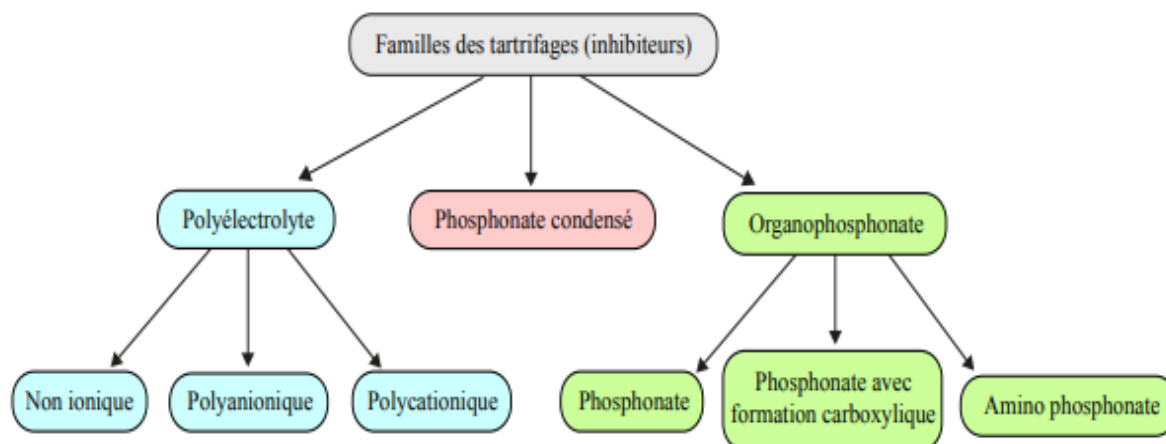 Familles des tartrifages (inhibiteurs)
Polyélectrolyte
Phosphonate condensé
Organophosphonate
Non ionique
Polyanionique
Polycationique
Phosphonate
Phosphonate avec
formation carboxylique
Amino phosphonate